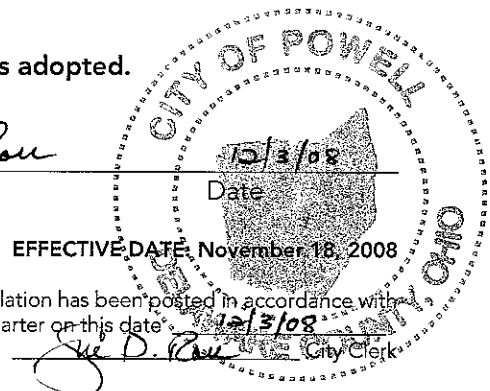 s adopted.
CITY OF POWELL
DELAWARE COUNTY, OHIO
12/3/08
Date
EFFECTIVE DATE: November 18, 2008
lation has been posted in accordance with
arter on this date 12/3/08
City Clerk